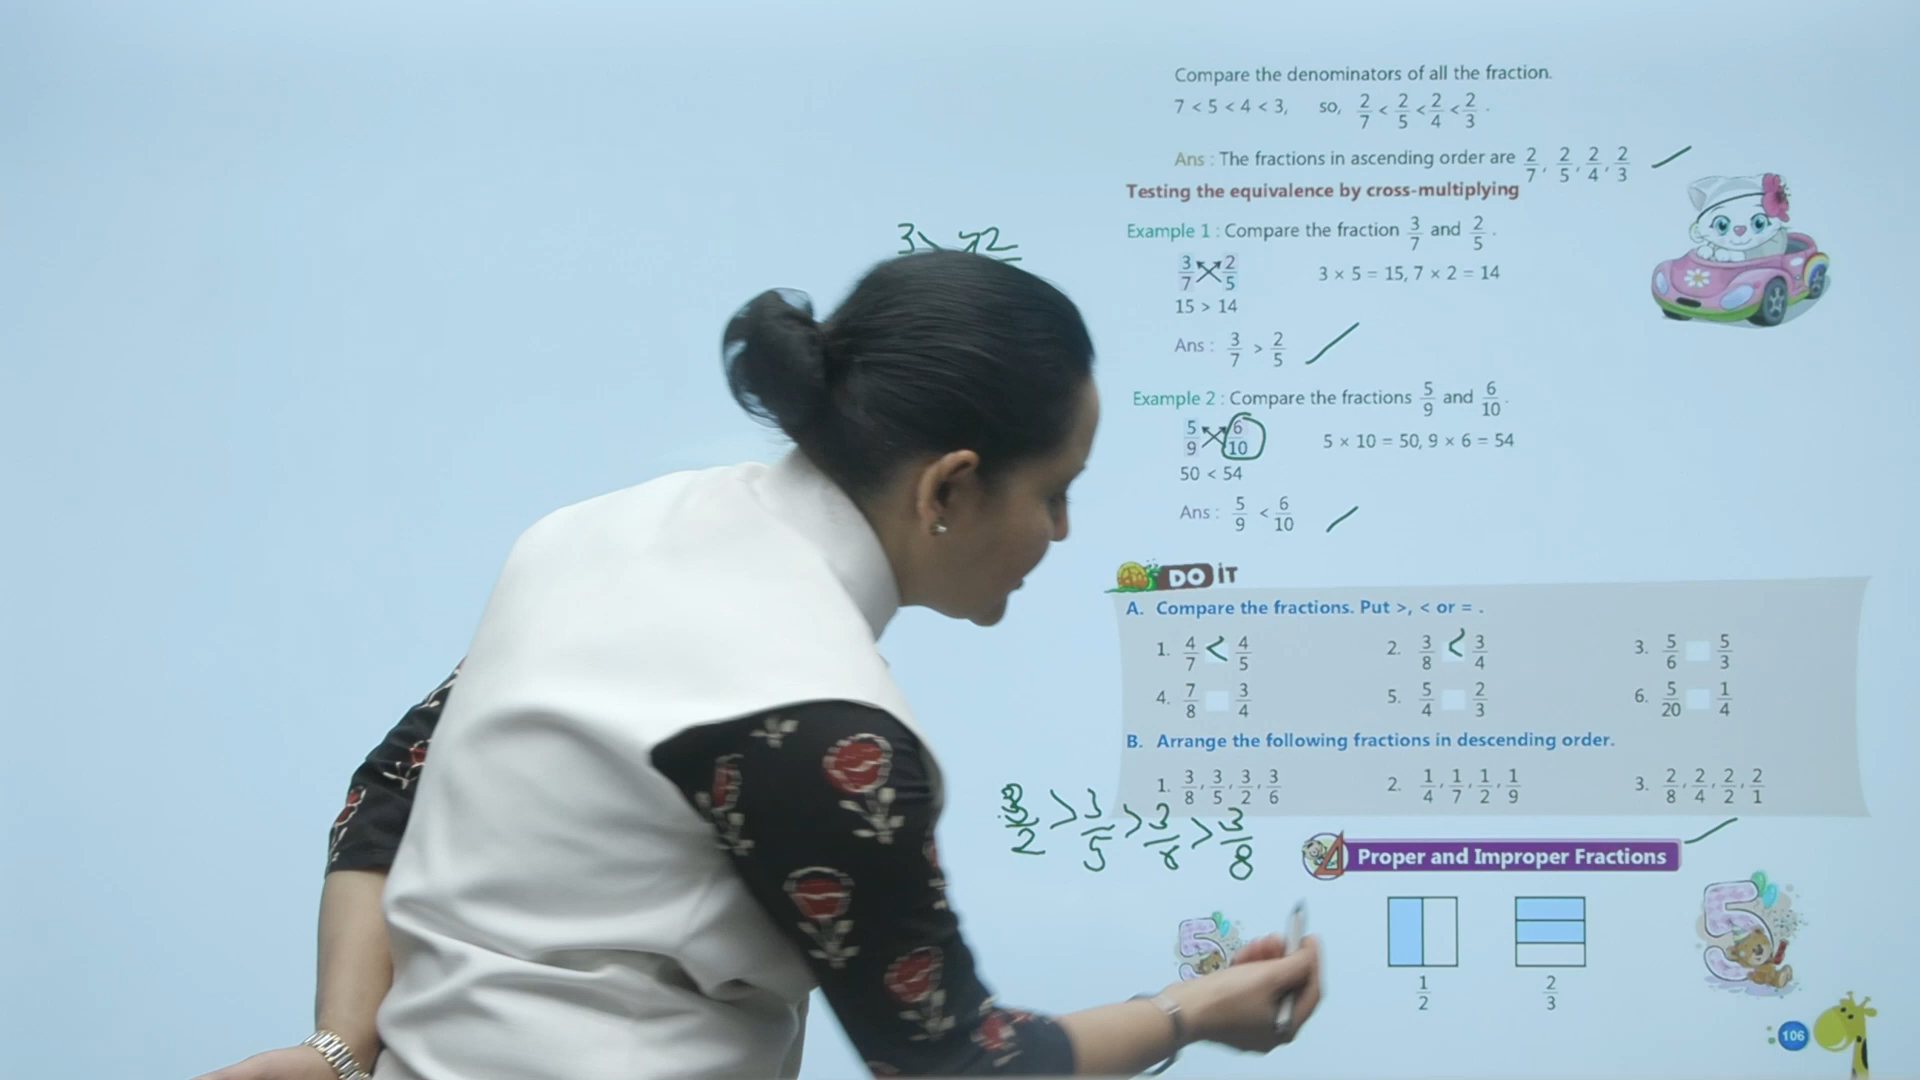 Compare the denominators of all the fraction.
7 < 5 < 4 < 3, so, 2/7 < 2/5 < 2/4 < 2/3 .
Ans : The fractions in ascending order are 2/7, 2/5, 2/4, 2/3
Testing the equivalence by cross-multiplying
Example 1 : Compare the fraction 3/7 and 2/5 .
3/7 2/5 3 × 5 = 15, 7 × 2 = 14
15 > 14
Ans : 3/7 > 2/5
Example 2 : Compare the fractions 5/9 and 6/10 .
5/9 6/10 5 × 10 = 50, 9 × 6 = 54
50 < 54
Ans : 5/9 < 6/10
DO iT
A. Compare the fractions. Put >, < or = .
1. 4/7 < 4/5 2. 3/8 < 3/4 3. 5/6 5/3
4. 7/8 3/4 5. 5/4 2/3 6. 5/20 1/4
B. Arrange the following fractions in descending order.
1. 3/8, 3/5, 3/2, 3/6 2. 1/4, 1/7, 1/2, 1/9 3. 2/8, 2/4, 2/2, 2/1
3/2 > 3/5 > 3/6 > 3/8
Proper and Improper Fractions
5 5
1/2 2/3
106